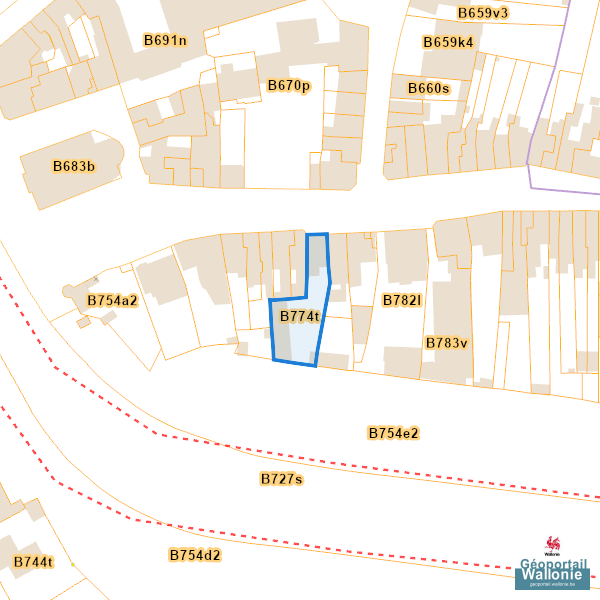 B659v3
B691n
B659k4
B670p
B660s
B683b
B754a2
B782l
B774t
B783v
B754e2
B727s
B754d2
B744t
Wallonie
Géoportail
Wallonie
geoportail.wallonie.be